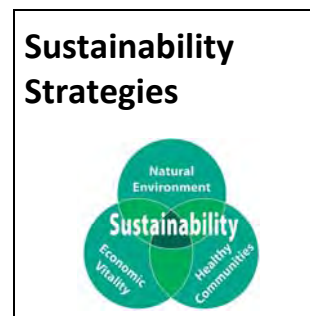 Sustainability
Strategies
Natural
Environment
Sustainability
Economic
Vitality
Healthy
Communities